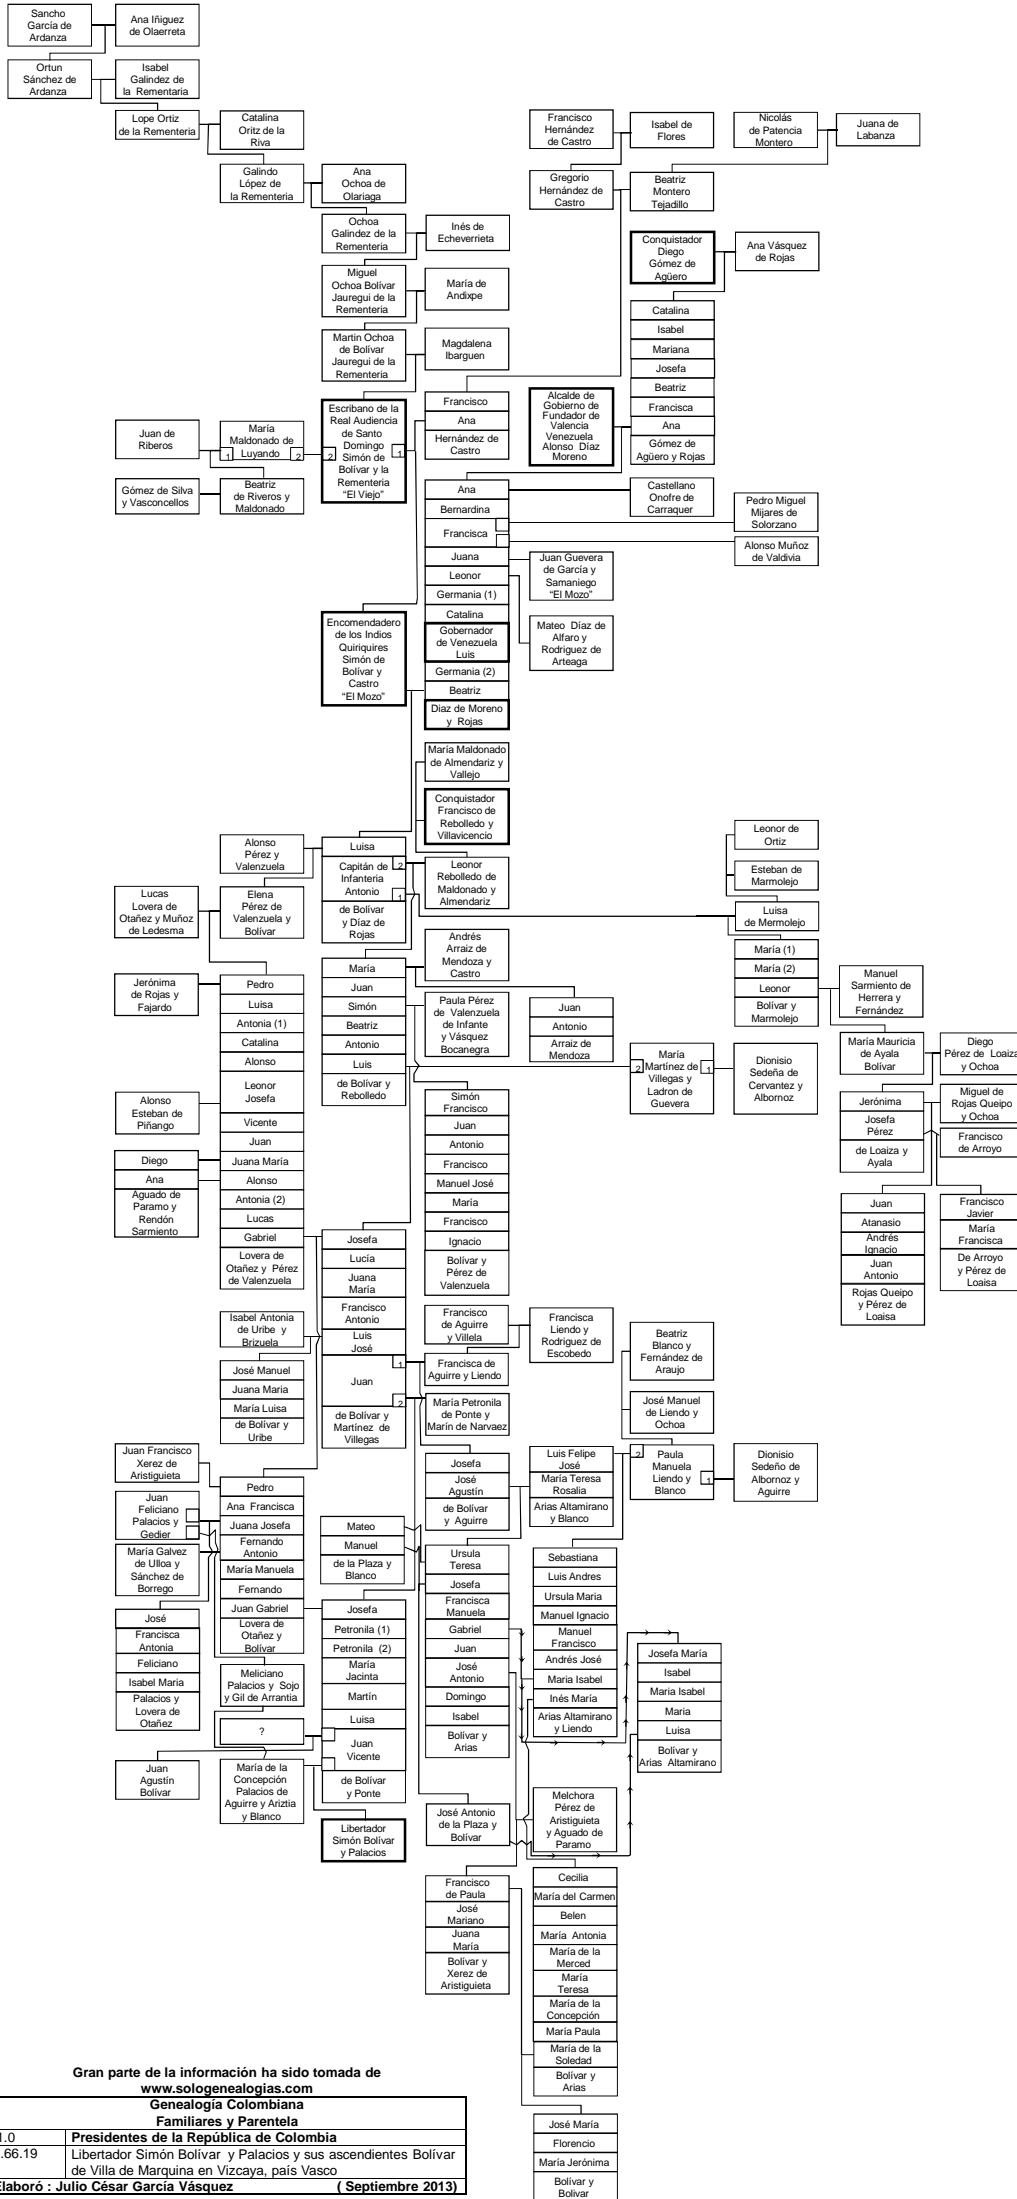 Sancho
García de
Ardanza
Ana Iñiguez
de Olaerreta
Ortun
Sánchez de
Ardanza
Isabel
Galindez de
la Rementaria
Lope Ortiz
de la Rementeria
Catalina
Oritz de la
Riva
Francisco
Hernández
de Castro
Isabel de
Flores
Nicolás
de Patencia
Montero
Juana de
Labanza
Galindo
López de
la Rementeria
Ana
Ochoa de
Olariaga
Gregorio
Hernández de
Castro
Beatriz
Montero
Tejadillo
Ochoa
Galindez de la
Rementeria
Inés de
Echeverrieta
Conquistador
Diego
Gómez de
Agüero
Ana Vásquez
de Rojas
Miguel
Ochoa Bolívar
Jauregui de la
Rementeria
María de
Andixpe
Catalina
Isabel
Mariana
Josefa
Beatriz
Francisca
Ana
Gómez de
Agüero y Rojas
Martin Ochoa
de Bolívar
Jauregui de la
Rementeria
Magdalena
Ibarguen
Francisco
Ana
Hernández de
Castro
Alcalde de
Gobierno de
Fundador de
Valencia
Venezuela
Alonso Díaz
Moreno
Juan de
Riberos
María
Maldonado de
Luyando
1
2
Escribano de la
Real Audiencia
de Santo
Domingo
Simón de
Bolívar y la
Rementeria
“El Viejo”
2
1
Gómez de Silva
y Vasconcellos
Beatriz
de Riveros y
Maldonado
Ana
Bernardina
Francisca
Juana
Leonor
Germania (1)
Catalina
Gobernador
de Venezuela
Luis
Germania (2)
Beatriz
Diaz de Moreno
y Rojas
Castellano
Onofre de
Carraquer
Pedro Miguel
Mijares de
Solorzano
Alonso Muñoz
de Valdivia
Juan Guevera
de García y
Samaniego
“El Mozo”
Mateo Díaz de
Alfaro y
Rodriguez de
Arteaga
Encomendadero
de los Indios
Quiriquires
Simón de
Bolívar y
Castro
“El Mozo”
María Maldonado
de Almendariz y
Vallejo
Conquistador
Francisco de
Rebolledo y
Villavicencio
Alonso
Pérez y
Valenzuela
Luisa
Capitán de
Infanteria
Antonio
2
1
de Bolívar
y Díaz de
Rojas
Leonor
Rebolledo de
Maldonado y
Almendariz
Leonor de
Ortiz
Esteban de
Marmolejo
Luisa
de Mermolejo
Lucas
Lovera de
Otañez y Muñoz
de Ledesma
Elena
Pérez de
Valenzuela y
Bolívar
Andrés
Arraiz de
Mendoza y
Castro
María (1)
María (2)
Leonor
Bolívar y
Marmolejo
Manuel
Sarmiento de
Herrera y
Fernández
Jerónima
de Rojas y
Fajardo
Pedro
Luisa
Antonia (1)
Catalina
Alonso
Leonor
Josefa
Vicente
Juan
Juana María
Alonso
Antonia (2)
Lucas
Gabriel
Lovera de
Otañez y Pérez
de Valenzuela
María
Juan
Simón
Beatriz
Antonio
Luis
de Bolívar y
Rebolledo
Paula Pérez
de Valenzuela
de Infante
y Vásquez
Bocanegra
Juan
Antonio
Arraiz de
Mendoza
María
Martínez de
Villegas y
Ladron de
Guevera
2
1
Dionisio
Sedeña de
Cervantez y
Albornoz
María Mauricia
de Ayala
Bolívar
Diego
Pérez de Loaiza
y Ochoa
Jerónima
Josefa
Pérez
de Loaiza y
Ayala
Miguel de
Rojas Queipo
y Ochoa
Francisco
de Arroyo
Alonso
Esteban de
Piñango
Diego
Ana
Aguado de
Paramo y
Rendón
Sarmiento
Simón
Francisco
Juan
Antonio
Francisco
Manuel José
María
Francisco
Ignacio
Bolívar y
Pérez de
Valenzuela
Juan
Atanasio
Andrés
Ignacio
Juan
Antonio
Rojas Queipo
y Pérez de
Loaisa
Francisco
Javier
María
Francisca
De Arroyo
y Pérez de
Loaisa
Josefa
Lucía
Juana
María
Francisco
Antonio
Luis
José
Juan
1
2
de Bolívar y
Martínez de
Villegas
Isabel Antonia
de Uribe y
Brizuela
José Manuel
Juana Maria
María Luisa
de Bolívar y
Uribe
Francisco
de Aguirre
y Villela
Francisca
Liendo y
Rodriguez de
Escobedo
Francisca de
Aguirre y Liendo
María Petronila
de Ponte y
Marín de Narvaez
Beatriz
Blanco y
Fernández de
Araujo
José Manuel
de Liendo y
Ochoa
Juan Francisco
Xerez de
Aristigueta
Josefa
José
Agustín
de Bolívar
y Aguirre
Luis Felipe
José
María Teresa
Rosalia
Arias Altamirano
y Blanco
Paula
Manuela
Liendo y
Blanco
2
1
Dionisio
Sedeño de
Albornoz y
Aguirre
Juan
Feliciano
Palacios y
Gedier
María Galvez
de Ulloa y
Sánchez de
Borrego
Pedro
Ana Francisca
Juana Josefa
Fernando
Antonio
María Manuela
Fernando
Juan Gabriel
Lovera de
Otañez y
Bolívar
Mateo
Manuel
de la Plaza y
Blanco
Ursula
Teresa
Josefa
Francisca
Manuela
Gabriel
Juan
José
Antonio
Domingo
Isabel
Bolívar y
Arias
Sebastiana
Luis Andres
Ursula Maria
Manuel Ignacio
Manuel
Francisco
Andrés José
Maria Isabel
Inés María
Arias Altamirano
y Liendo
Josefa María
Isabel
Maria Isabel
Maria
Luisa
Bolívar y
Arias Altamirano
José
Francisca
Antonia
Feliciano
Isabel Maria
Palacios y
Lovera de
Otañez
Josefa
Petronila (1)
Petronila (2)
María
Jacinta
Martín
Luisa
Juan
Vicente
de Bolívar
y Ponte
Meliciano
Palacios y Sojo
y Gil de Arrantia
?
Juan
Agustín
Bolívar
María de la
Concepción
Palacios de
Aguirre y Ariztia
y Blanco
Libertador
Simón Bolívar
y Palacios
José Antonio
de la Plaza y
Bolívar
Melchora
Pérez de
Aristigueta
y Aguado de
Paramo
Francisco
de Paula
José
Mariano
Juana
María
Bolívar y
Xerez de
Aristigueta
Cecilia
María del Carmen
Belen
María Antonia
María de la
Merced
María
Teresa
María de la
Concepción
María Paula
María de la
Soledad
Bolívar y
Arias
José María
Florencio
María Jerónima
Bolívar y
Bolivar
Gran parte de la información ha sido tomada de
www.sologenealogias.com
Genealogía Colombiana
Familiares y Parentela
1.0 Presidentes de la República de Colombia
.66.19 Libertador Simón Bolívar y Palacios y sus ascendientes Bolívar
de Villa de Marquina en Vizcaya, país Vasco
Elaboró : Julio César García Vásquez ( Septiembre 2013)